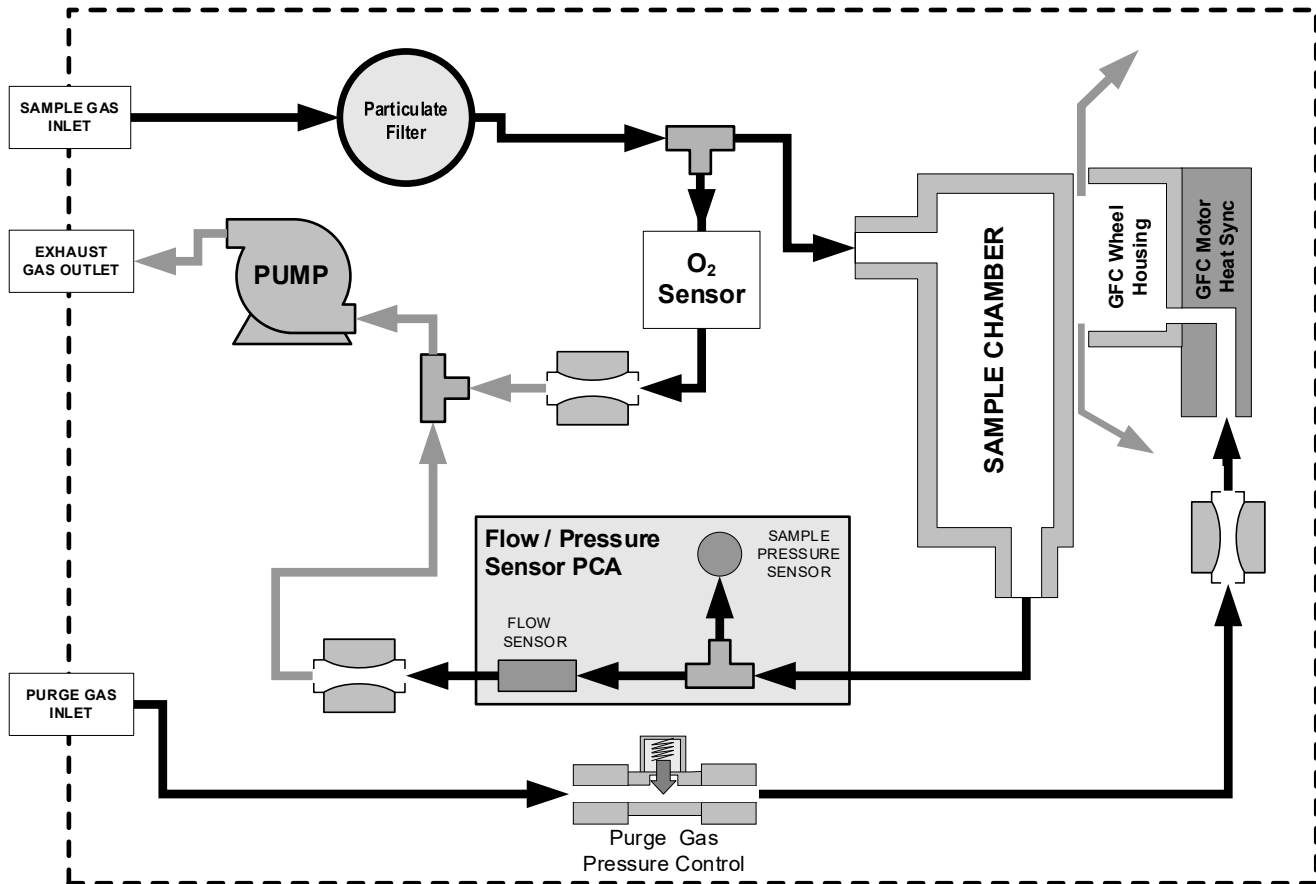 SAMPLE GAS
INLET
Particulate
Filter
EXHAUST
GAS OUTLET
PUMP
O₂
Sensor
SAMPLE CHAMBER
GFC Wheel
Housing
GFC Motor
Heat Sync
Flow / Pressure
Sensor PCA
SAMPLE
PRESSURE
SENSOR
FLOW
SENSOR
PURGE GAS
INLET
Purge Gas
Pressure Control